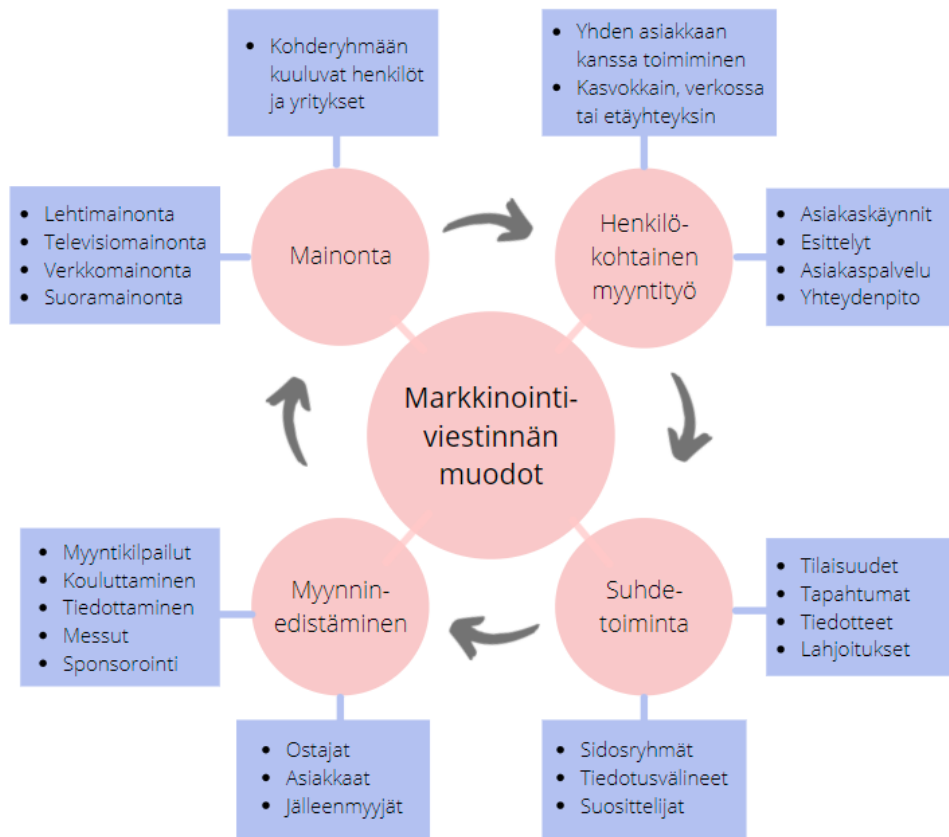 • Kohderyhmään
kuuluvat henkilöt
ja yritykset
• Yhden asiakkaan
kanssa toimiminen
• Kasvokkain, verkossa
tai etäyhteyksin
• Lehtimainonta
• Televisiomainonta
• Verkkomainonta
• Suoramainonta
Mainonta
Henkilö-
kohtainen
myyntityö
• Asiakaskäynnit
• Esittelyt
• Asiakaspalvelu
• Yhteydenpito
Markkinointi-
viestinnän
muodot
• Myyntikilpailut
• Kouluttaminen
• Tiedottaminen
• Messut
• Sponsorointi
Myynnin-
edistäminen
Suhde-
toiminta
• Tilaisuudet
• Tapahtumat
• Tiedotteet
• Lahjoitukset
• Ostajat
• Asiakkaat
• Jälleenmyyjät
• Sidosryhmät
• Tiedotusvälineet
• Suosittelijat